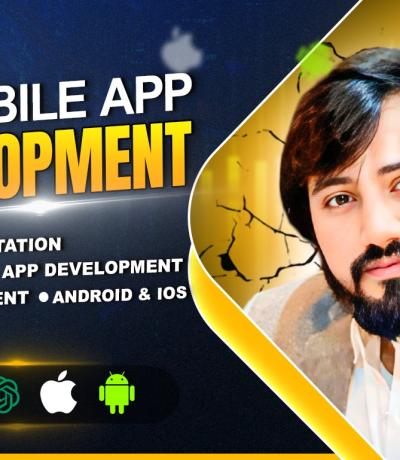 BILE APP
OPMENT
TATION
APP DEVELOPMENT
ENT • ANDROID & IOS